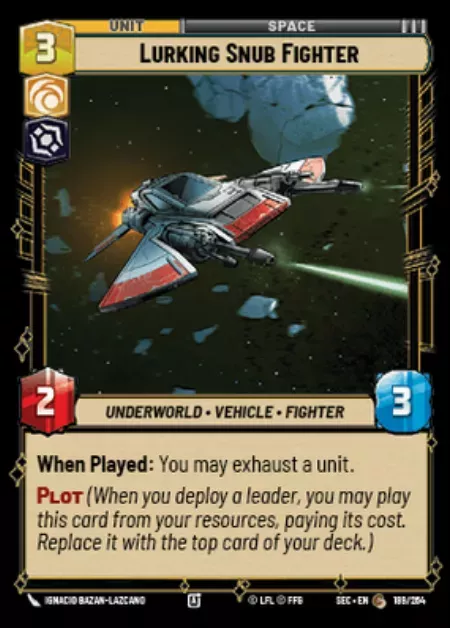 UNIT
SPACE
3
LURKING SNUB FIGHTER
2
UNDERWORLD • VEHICLE • FIGHTER
3
When Played: You may exhaust a unit.
PLOT (When you deploy a leader, you may play
this card from your resources, paying its cost.
Replace it with the top card of your deck.)
IGNACIO BAZAN-LAZCANO
© LFL © FFG
SEC • EN
189/264